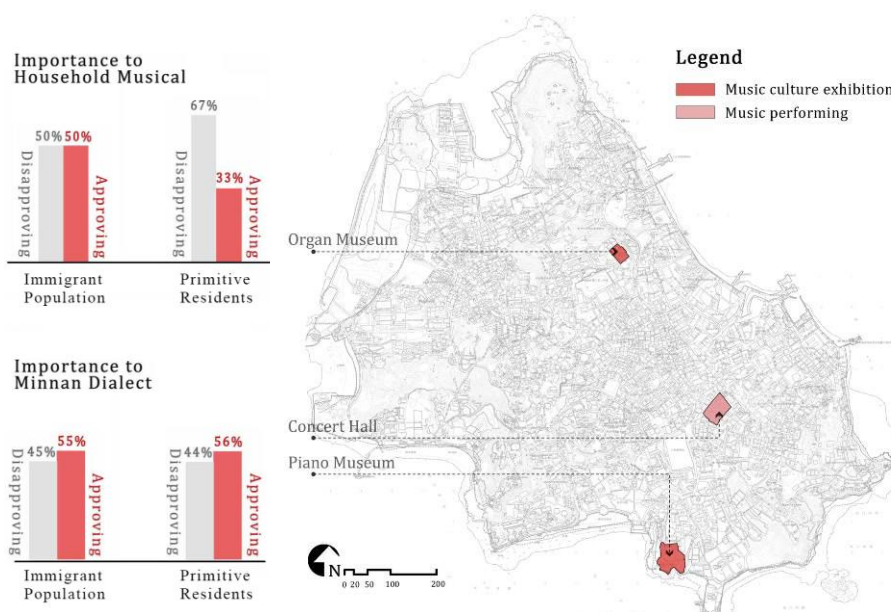 Importance to
Household Musical
50%
50%
67%
33%
Disapproving
Approving
Disapproving
Approving
Immigrant
Population
Primitive
Residents
Importance to
Minnan Dialect
45%
55%
44%
56%
Disapproving
Approving
Disapproving
Approving
Immigrant
Population
Primitive
Residents
Legend
Music culture exhibition
Music performing
Organ Museum
Concert Hall
Piano Museum
N
0 20 50 100 200